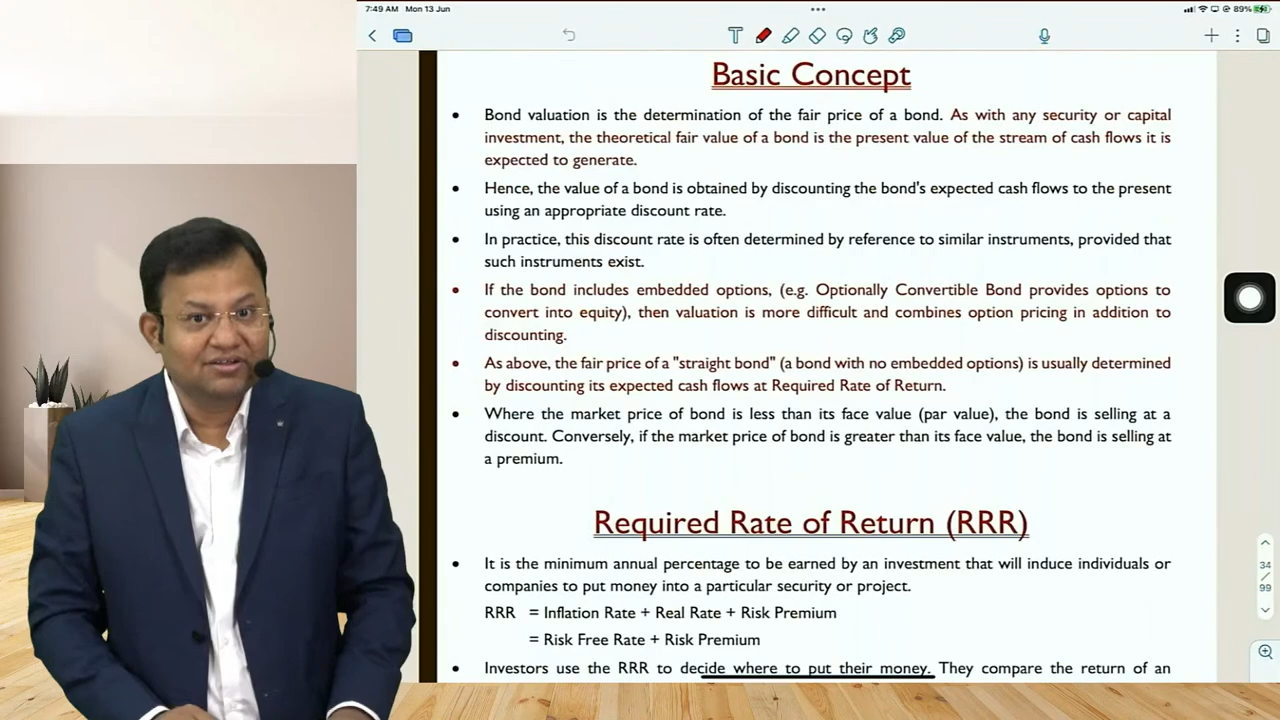 7:49 AM Mon 13 Jun
89%
Basic Concept
• Bond valuation is the determination of the fair price of a bond. As with any security or capital
investment, the theoretical fair value of a bond is the present value of the stream of cash flows it is
expected to generate.
• Hence, the value of a bond is obtained by discounting the bond's expected cash flows to the present
using an appropriate discount rate.
• In practice, this discount rate is often determined by reference to similar instruments, provided that
such instruments exist.
• If the bond includes embedded options, (e.g. Optionally Convertible Bond provides options to
convert into equity), then valuation is more difficult and combines option pricing in addition to
discounting.
• As above, the fair price of a "straight bond" (a bond with no embedded options) is usually determined
by discounting its expected cash flows at Required Rate of Return.
• Where the market price of bond is less than its face value (par value), the bond is selling at a
discount. Conversely, if the market price of bond is greater than its face value, the bond is selling at
a premium.
Required Rate of Return (RRR)
• It is the minimum annual percentage to be earned by an investment that will induce individuals or
companies to put money into a particular security or project.
RRR = Inflation Rate + Real Rate + Risk Premium
= Risk Free Rate + Risk Premium
• Investors use the RRR to decide where to put their money. They compare the return of an
34
/
99